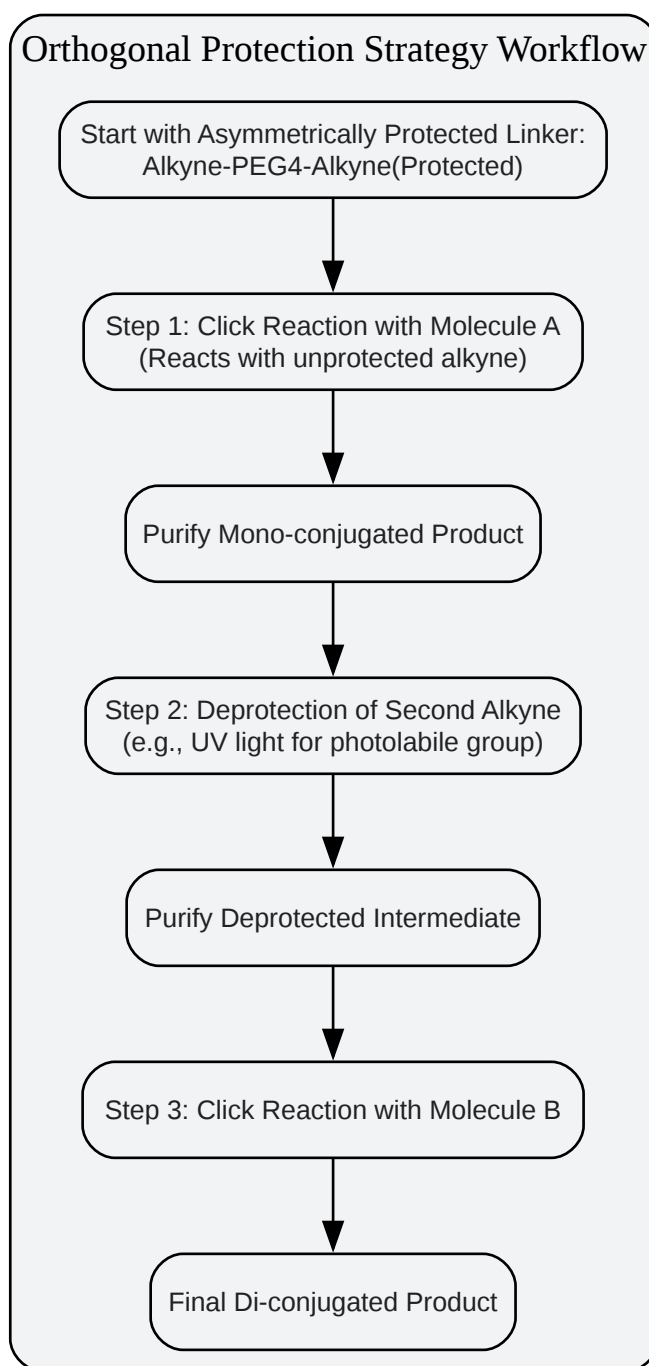 Orthogonal Protection Strategy Workflow
Start with Asymmetrically Protected Linker:
Alkyne-PEG4-Alkyne(Protected)
Step 1: Click Reaction with Molecule A
(Reacts with unprotected alkyne)
Purify Mono-conjugated Product
Step 2: Deprotection of Second Alkyne
(e.g., UV light for photolabile group)
Purify Deprotected Intermediate
Step 3: Click Reaction with Molecule B
Final Di-conjugated Product